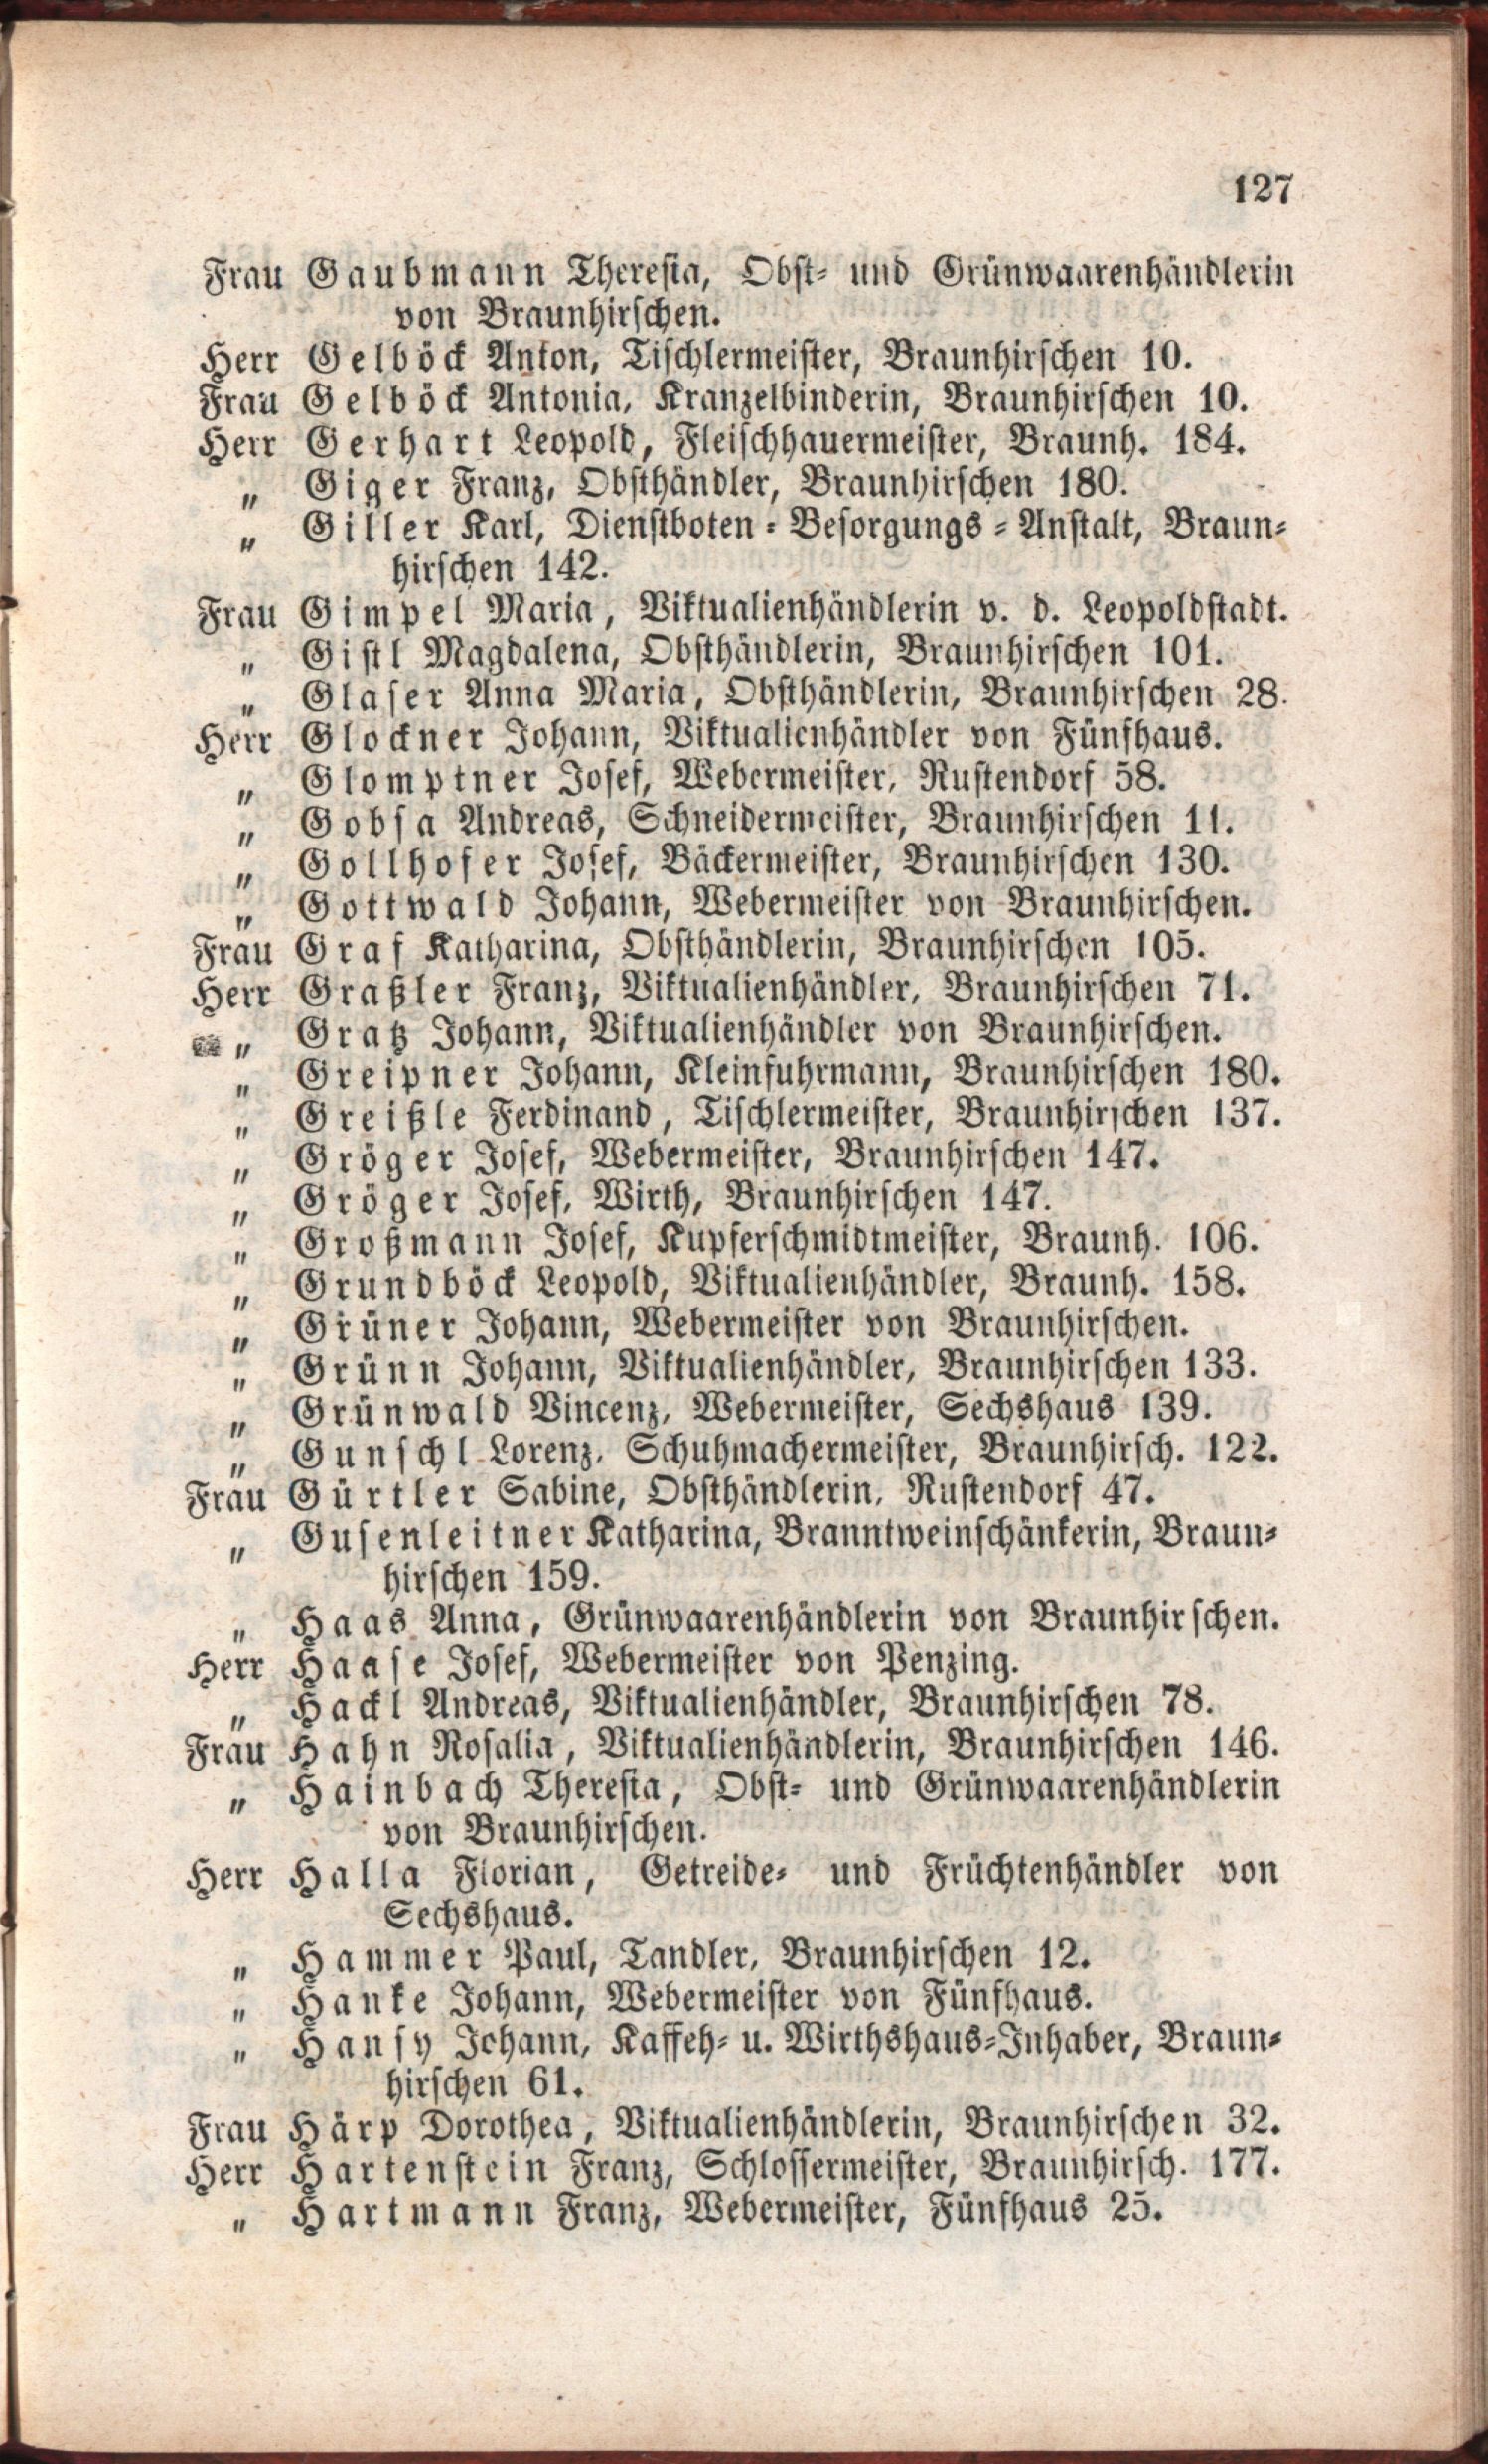 127
Frau Gaubmann Theresia, Obst- und Grünwaarenhändlerin
von Braunhirschen.
Herr Gelböck Anton, Tischlermeister, Braunhirschen 10.
Frau Gelböck Antonia, Kranzelbinderin, Braunhirschen 10.
Herr Gerhart Leopold, Fleischhauermeister, Braunh. 184.
„ Giger Franz, Obsthändler, Braunhirschen 180.
„ Giller Karl, Dienstboten-Besorgungs-Anstalt, Braun-
hirschen 142.
Frau Gimpel Maria, Viktualienhändlerin v. d. Leopoldstadt.
„ Gistl Magdalena, Obsthändlerin, Braunhirschen 101.
„ Glaser Anna Maria, Obsthändlerin, Braunhirschen 28.
Herr Glockner Johann, Viktualienhändler von Fünfhaus.
„ Glomptner Josef, Webermeister, Rustendorf 58.
„ Gobsa Andreas, Schneidermeister, Braunhirschen 11.
„ Gollhofer Josef, Bäckermeister, Braunhirschen 130.
„ Gottwald Johann, Webermeister von Braunhirschen.
Frau Graf Katharina, Obsthändlerin, Braunhirschen 105.
Herr Graßler Franz, Viktualienhändler, Braunhirschen 71.
„ Gratz Johann, Viktualienhändler von Braunhirschen.
„ Greipner Johann, Kleinfuhrmann, Braunhirschen 180.
„ Greißle Ferdinand, Tischlermeister, Braunhirschen 137.
„ Gröger Josef, Webermeister, Braunhirschen 147.
„ Gröger Josef, Wirth, Braunhirschen 147.
„ Großmann Josef, Kupferschmidtmeister, Braunh. 106.
„ Grundböck Leopold, Viktualienhändler, Braunh. 158.
„ Grüner Johann, Webermeister von Braunhirschen.
„ Grünn Johann, Viktualienhändler, Braunhirschen 133.
„ Grünwald Vincenz, Webermeister, Sechshaus 139.
„ Gunschl Lorenz, Schuhmachermeister, Braunhirsch. 122.
Frau Gürtler Sabine, Obsthändlerin, Rustendorf 47.
„ Gusenleitner Katharina, Branntweinschänkerin, Braun-
hirschen 159.
„ Haas Anna, Grünwaarenhändlerin von Braunhirschen.
Herr Haase Josef, Webermeister von Penzing.
„ Hackl Andreas, Viktualienhändler, Braunhirschen 78.
Frau Hahn Rosalia, Viktualienhändlerin, Braunhirschen 146.
„ Hainbach Theresia, Obst- und Grünwaarenhändlerin
von Braunhirschen.
Herr Halla Florian, Getreide- und Früchtenhändler von
Sechshaus.
„ Hammer Paul, Tandler, Braunhirschen 12.
„ Hanke Johann, Webermeister von Fünfhaus.
„ Hansy Johann, Kaffeh- u. Wirthshaus-Inhaber, Braun-
hirschen 61.
Frau Härp Dorothea, Viktualienhändlerin, Braunhirschen 32.
Herr Hartenstein Franz, Schlossermeister, Braunhirsch. 177.
„ Hartmann Franz, Webermeister, Fünfhaus 25.